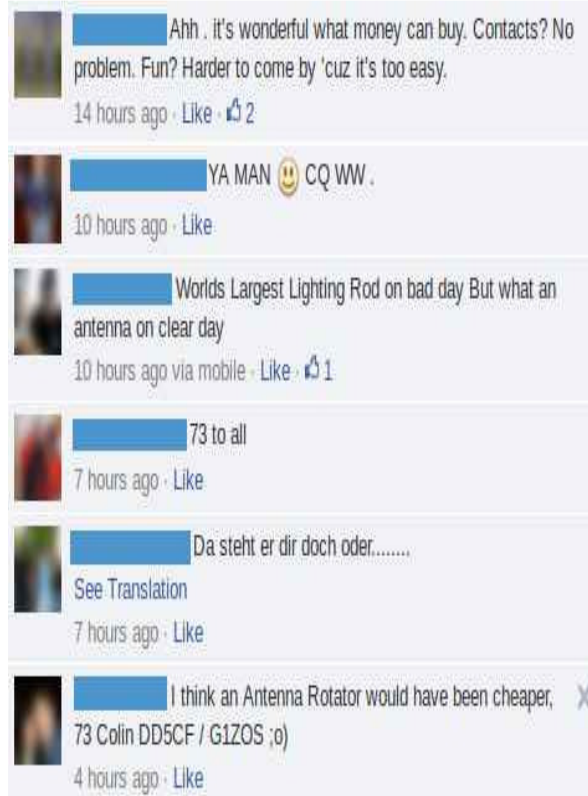 Ahh . it's wonderful what money can buy. Contacts? No
problem. Fun? Harder to come by 'cuz it's too easy.
14 hours ago · Like · 2
YA MAN CQ WW .
10 hours ago · Like
Worlds Largest Lighting Rod on bad day But what an
antenna on clear day
10 hours ago via mobile · Like · 1
73 to all
7 hours ago · Like
Da steht er dir doch oder........
See Translation
7 hours ago · Like
I think an Antenna Rotator would have been cheaper,
73 Colin DD5CF / G1ZOS ;o)
4 hours ago · Like